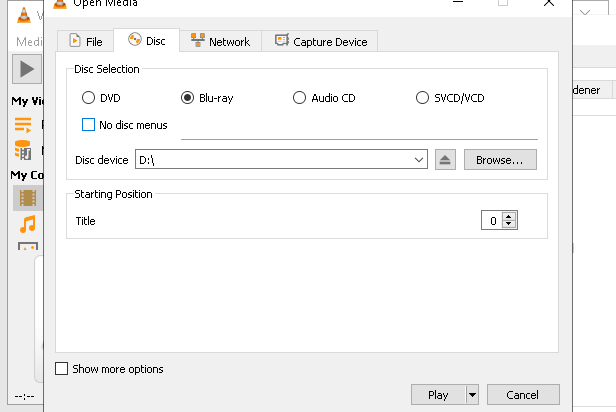 Open Media
V
Medi
File
Disc
Network
Capture Device
Disc Selection
DVD
Blu-ray
Audio CD
SVCD/VCD
dener
My Vi
No disc menus
Disc device
D:\
Browse...
My Co
Starting Position
Title
0
Show more options
--:--
Play
Cancel